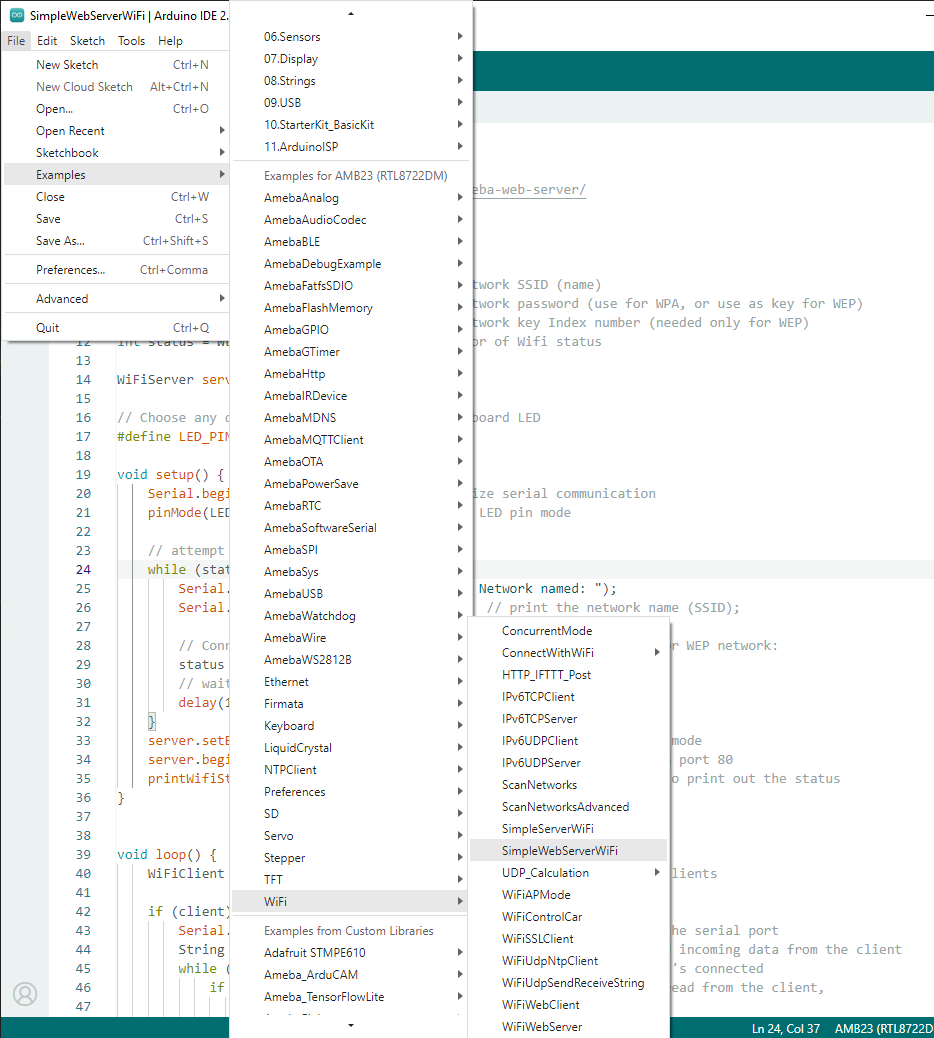 SimpleWebServerWiFi | Arduino IDE 2.
File Edit Sketch Tools Help
New Sketch Ctrl+N
New Cloud Sketch Alt+Ctrl+N
Open... Ctrl+O
Open Recent
Sketchbook
Examples
Close Ctrl+W
Save Ctrl+S
Save As... Ctrl+Shift+S
Preferences... Ctrl+Comma
Advanced
Quit Ctrl+Q
06.Sensors
07.Display
08.Strings
09.USB
10.StarterKit_BasicKit
11.ArduinoISP
Examples for AMB23 (RTL8722DM)
AmebaAnalog
AmebaAudioCodec
AmebaBLE
AmebaDebugExample
AmebaFatfsSDIO
AmebaFlashMemory
AmebaGPIO
AmebaGTimer
AmebaHttp
AmebaIRDevice
AmebaMDNS
AmebaMQTTClient
AmebaOTA
AmebaPowerSave
AmebaRTC
AmebaSoftwareSerial
AmebaSPI
AmebaSys
AmebaUSB
AmebaWatchdog
AmebaWire
AmebaWS2812B
Ethernet
Firmata
Keyboard
LiquidCrystal
NTPClient
Preferences
SD
Servo
Stepper
TFT
WiFi
Examples from Custom Libraries
Adafruit STMPE610
Ameba_ArduCAM
Ameba_TensorFlowLite
ConcurrentMode
ConnectWithWiFi
HTTP_IFTTT_Post
IPv6TCPClient
IPv6TCPServer
IPv6UDPClient
IPv6UDPServer
ScanNetworks
ScanNetworksAdvanced
SimpleServerWiFi
SimpleWebServerWiFi
UDP_Calculation
WiFiAPMode
WiFiControlCar
WiFiSSLClient
WiFiUdpNtpClient
WiFiUdpSendReceiveString
WiFiWebClient
WiFiWebServer
eba-web-server/
twork SSID (name)
twork password (use for WPA, or use as key for WEP)
twork key Index number (needed only for WEP)
12 int status = W or of Wifi status
13
14 WiFiServer serv
15
16 // Choose any board LED
17 #define LED_PIN
18
19 void setup() {
20 Serial.begi ize serial communication
21 pinMode(LED LED pin mode
22
23 // attempt
24 while (stat
25 Serial. Network named: ");
26 Serial. // print the network name (SSID);
27
28 // Conn r WEP network:
29 status
30 // wait
31 delay(1
32 }
33 server.setB mode
34 server.begi port 80
35 printWifiSt o print out the status
36 }
37
38
39 void loop() {
40 WiFiClient lients
41
42 if (client)
43 Serial. he serial port
44 String incoming data from the client
45 while ( 's connected
46 if ead from the client,
47
Ln 24, Col 37 AMB23 (RTL8722D